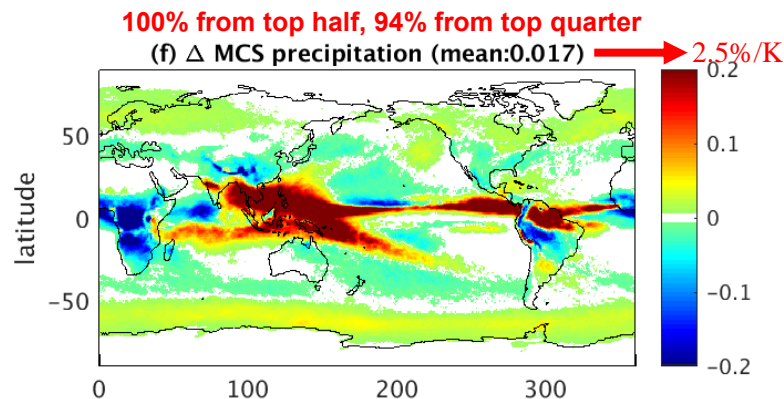 100% from top half, 94% from top quarter
(f) Δ MCS precipitation (mean:0.017) 2.5%/K
latitude
50
0
−50
0 100 200 300
0.2
0.1
0
−0.1
−0.2